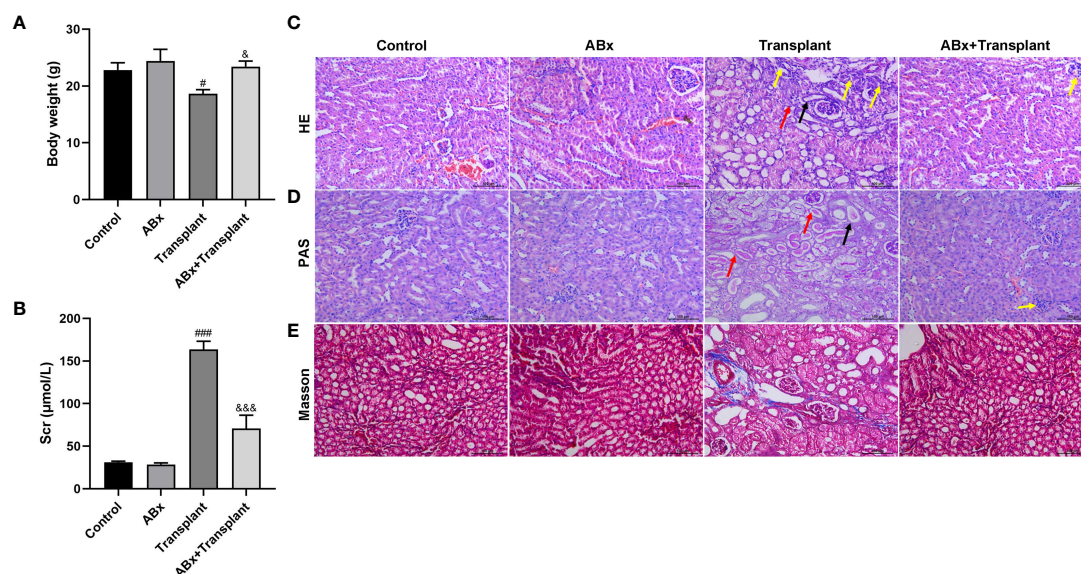 A
Body weight (g)
30
20
10
0
#
&
Control
ABx
Transplant
ABx+Transplant
B
Scr (μmol/L)
200
150
100
50
0
###
&&&
Control
ABx
Transplant
ABx+Transplant
C
Control
ABx
Transplant
ABx+Transplant
HE
D
PAS
E
Masson